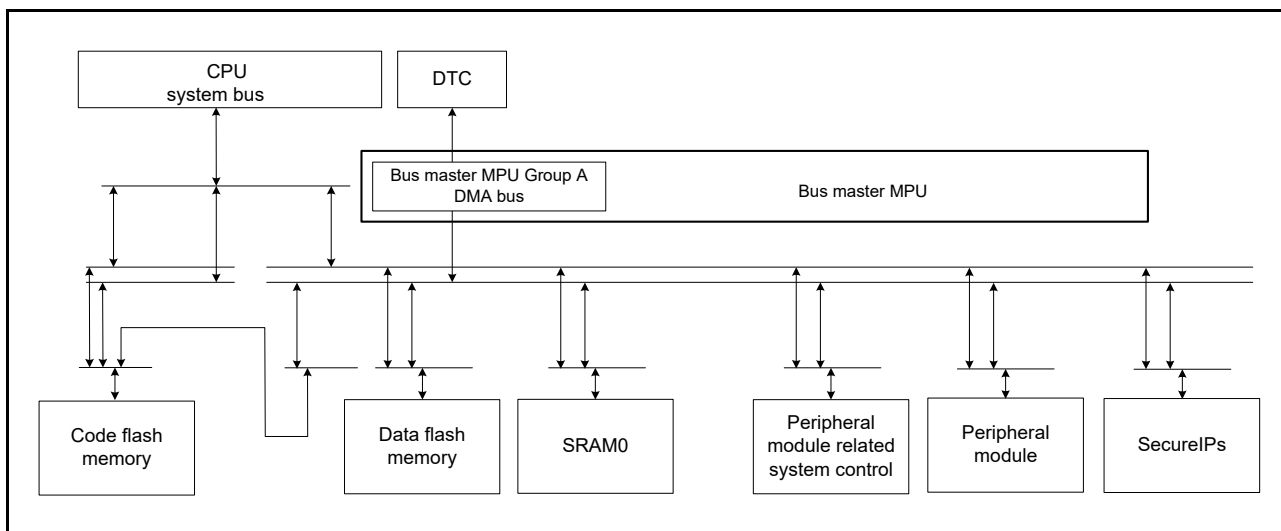 CPU
system bus
DTC
Bus master MPU Group A
DMA bus
Bus master MPU
Code flash
memory
Data flash
memory
SRAM0
Peripheral
module related
system control
Peripheral
module
SecureIPs